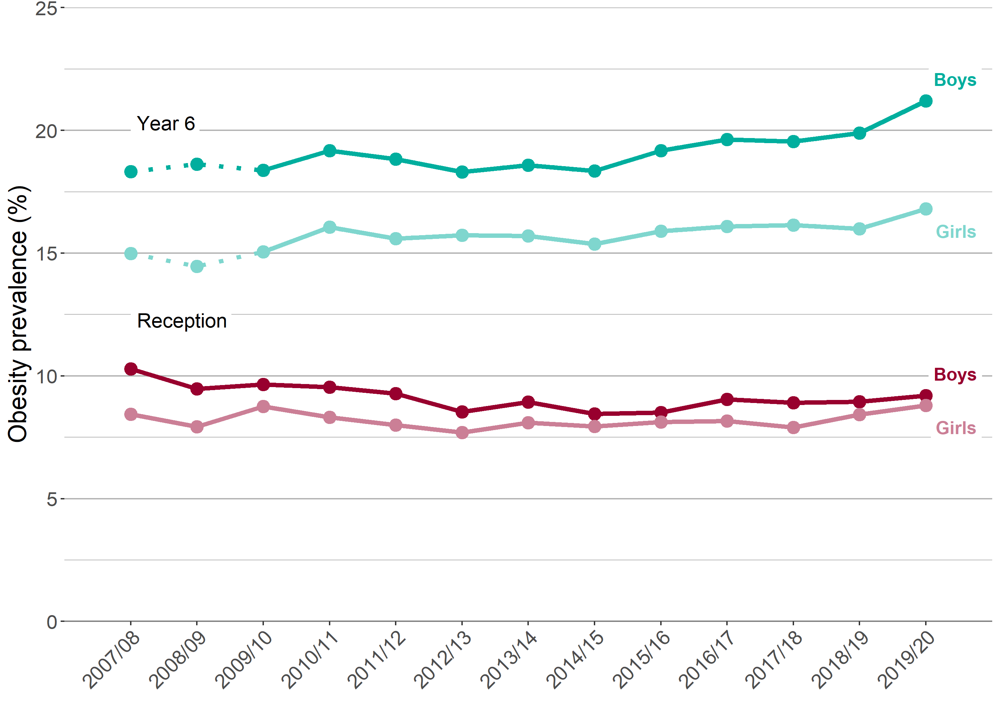 Obesity prevalence (%)
25
20
15
10
5
0
Year 6
Boys
Girls
Reception
Boys
Girls
2007/08
2008/09
2009/10
2010/11
2011/12
2012/13
2013/14
2014/15
2015/16
2016/17
2017/18
2018/19
2019/20